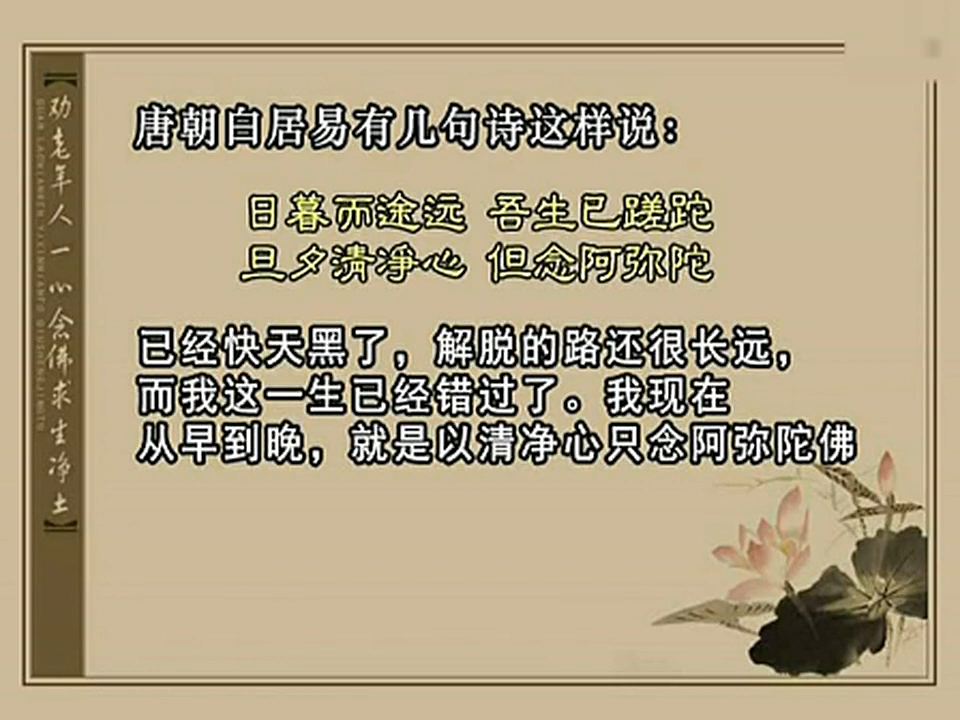 唐朝白居易有几句诗这样说：
日暮而途远 吾生已蹉跎
旦夕清净心 但念阿弥陀
已经快天黑了，解脱的路还很长远，
而我这一生已经错过了。我现在
从早到晚，就是以清净心只念阿弥陀佛
【劝老年人一心念佛求生净土】